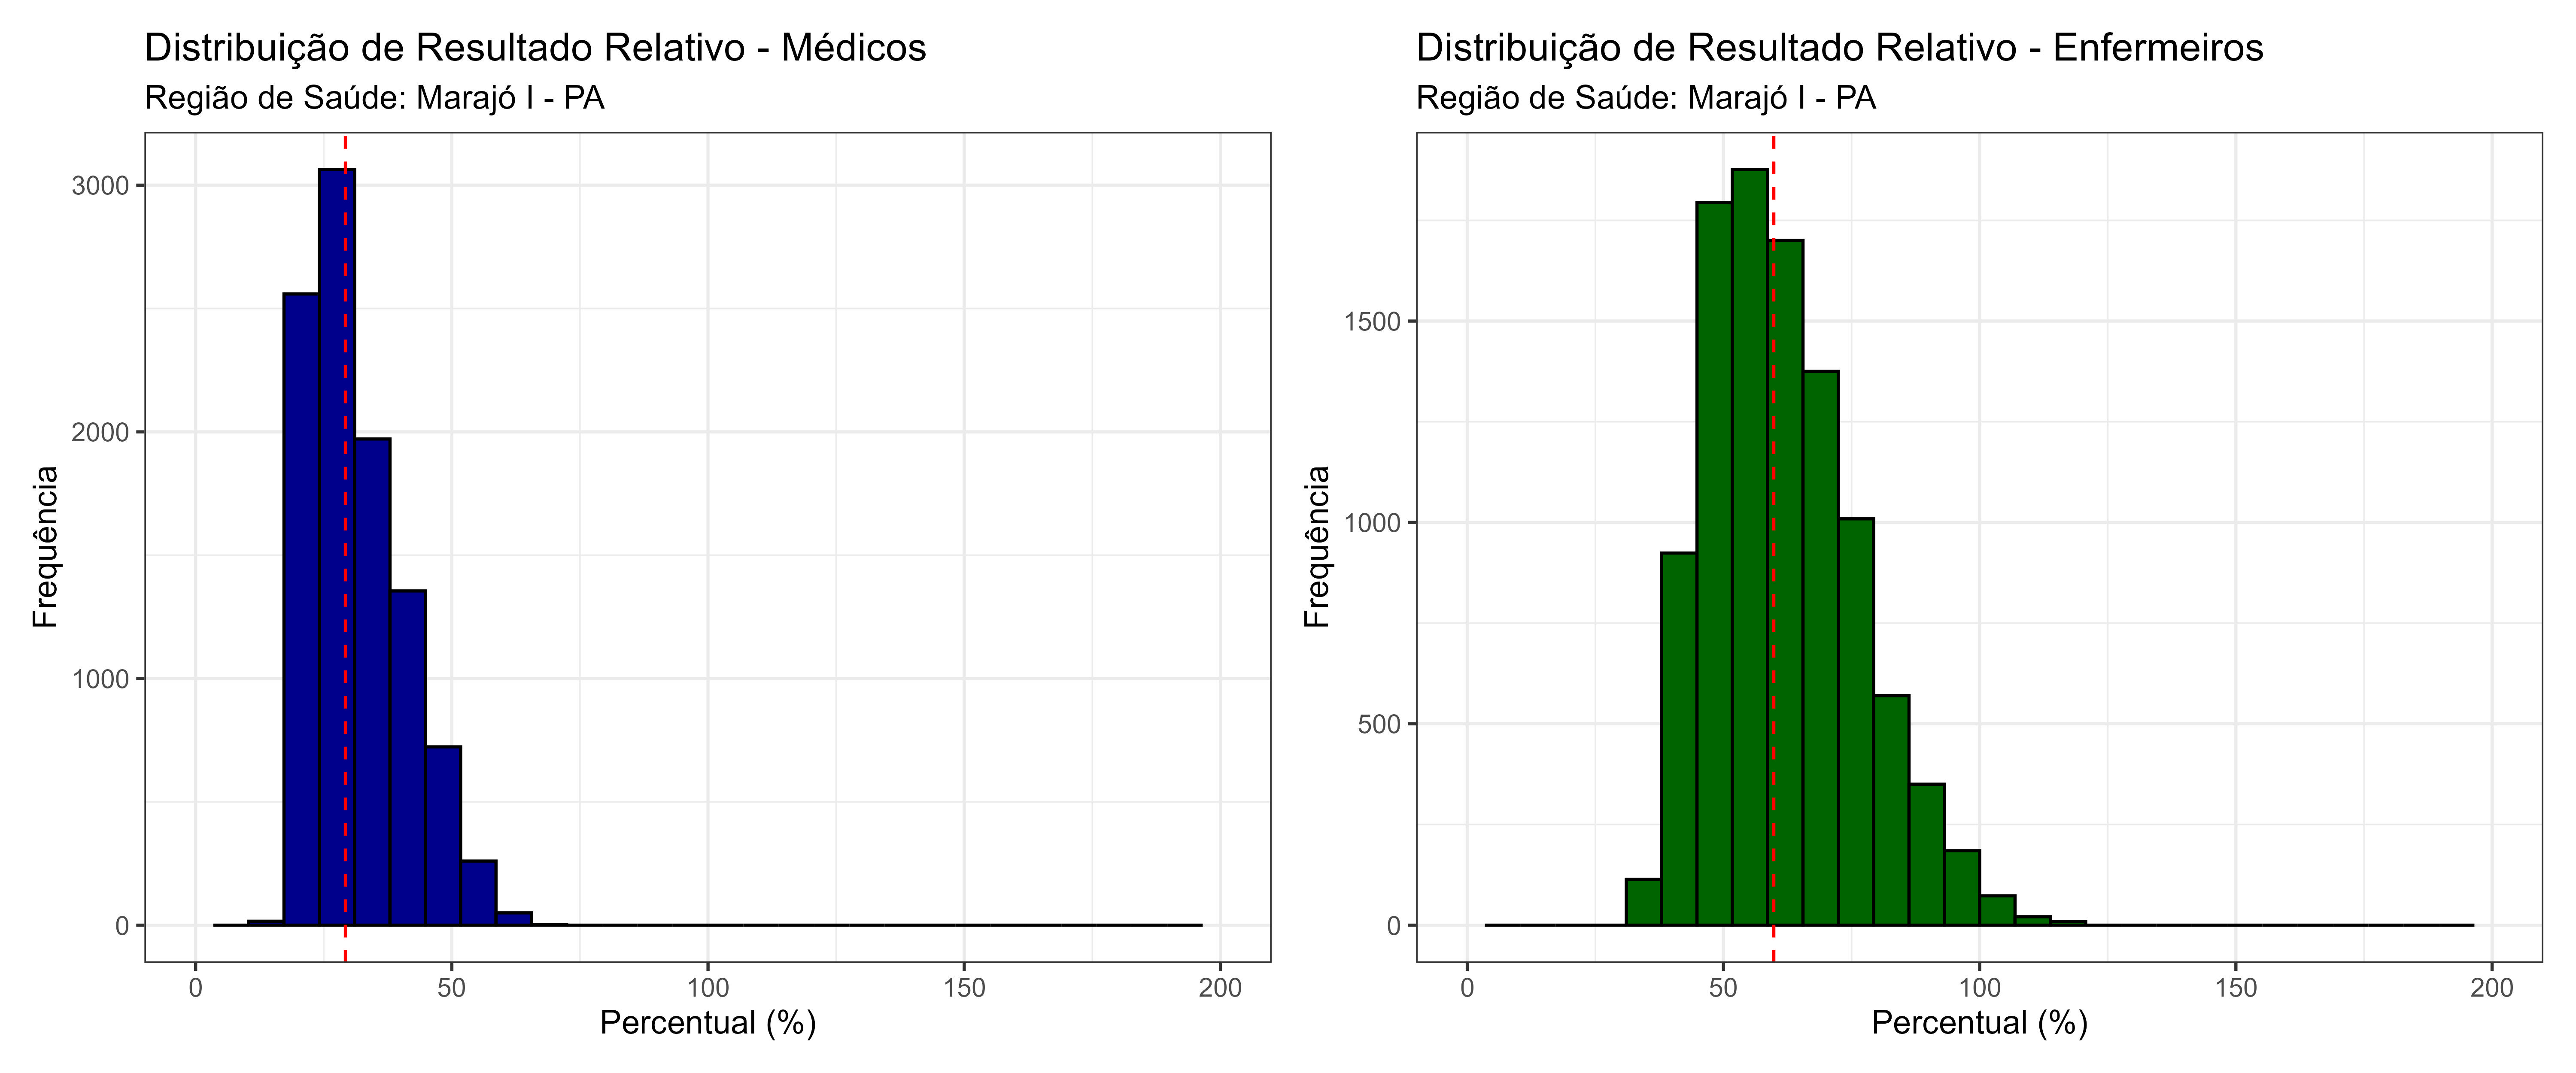 Distribuição de Resultado Relativo - Médicos
Região de Saúde: Marajó I - PA
3000
2000
1000
0
Frequência
0 50 100 150 200
Percentual (%)
Distribuição de Resultado Relativo - Enfermeiros
Região de Saúde: Marajó I - PA
1500
1000
500
0
Frequência
0 50 100 150 200
Percentual (%)